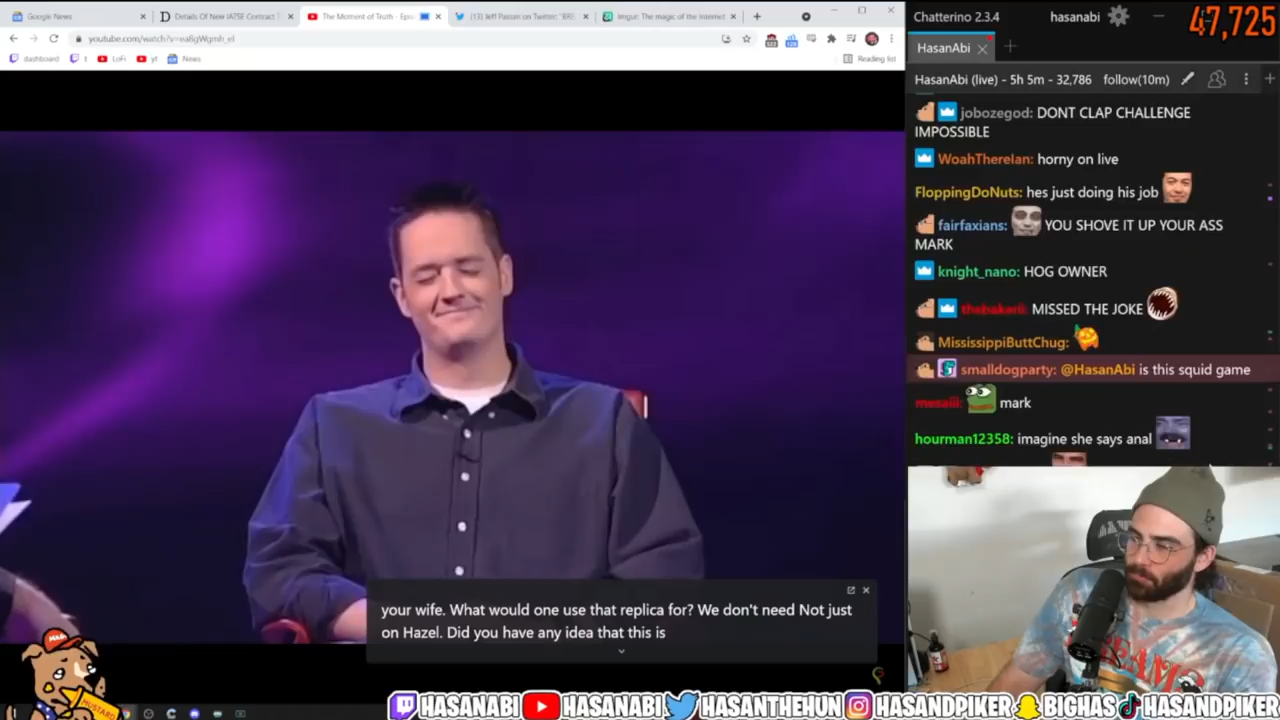 Google News
Details Of New IATSE Contract
The Moment of Truth - Epis
(13) Jeff Passan on Twitter: "BRE
Imgur: The magic of the Internet
youtube.com/watch?v=ea8gWgmh_eI
dashboard
t
LoFi
yt
News
Reading list
Chatterino 2.3.4
hasanabi
47,725
HasanAbi
HasanAbi (live) - 5h 5m - 32,786
follow(10m)
jobozegod: DONT CLAP CHALLENGE
IMPOSSIBLE
WoahThereIan: horny on live
FloppingDoNuts: hes just doing his job
fairfaxians: YOU SHOVE IT UP YOUR ASS
MARK
knight_nano: HOG OWNER
MISSED THE JOKE
MississippiButtChug:
smalldogparty: @HasanAbi is this squid game
mark
hourman12358: imagine she says anal
your wife. What would one use that replica for? We don't need Not just
on Hazel. Did you have any idea that this is
MUSTARD
HASANABI HASANABI HASANTHEHUN HASANDPIKER BIGHAS HASANDPIKER